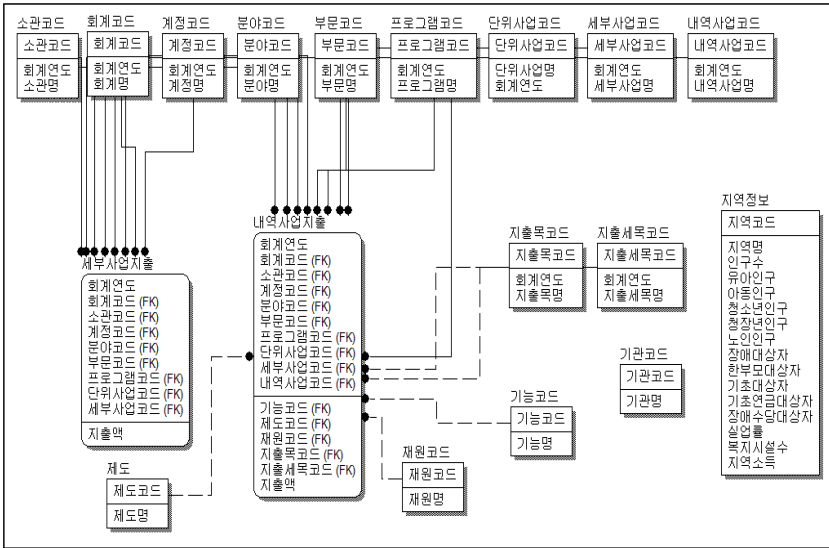 소관코드
소관코드
회계연도
소관명
회계코드
회계코드
회계연도
회계명
계정코드
계정코드
회계연도
계정명
분야코드
분야코드
회계연도
분야명
부문코드
부문코드
회계연도
부문명
프로그램코드
프로그램코드
회계연도
프로그램명
단위사업코드
단위사업코드
단위사업명
회계연도
세부사업코드
세부사업코드
회계연도
세부사업명
내역사업코드
내역사업코드
회계연도
내역사업명
세부사업지출
회계연도
회계코드 (FK)
소관코드 (FK)
계정코드 (FK)
분야코드 (FK)
부문코드 (FK)
프로그램코드 (FK)
단위사업코드 (FK)
세부사업코드 (FK)
지출액
내역사업지출
회계연도
회계코드 (FK)
소관코드 (FK)
계정코드 (FK)
분야코드 (FK)
부문코드 (FK)
프로그램코드 (FK)
단위사업코드 (FK)
세부사업코드 (FK)
내역사업코드 (FK)
기능코드 (FK)
제도코드 (FK)
재원코드 (FK)
지출목코드 (FK)
지출세목코드 (FK)
지출액
지출목코드
지출목코드
회계연도
지출목명
지출세목코드
지출세목코드
회계연도
지출세목명
지역정보
지역코드
지역명
인구수
유아인구
아동인구
청소년인구
청장년인구
노인인구
장애대상자
한부모대상자
기초대상자
기초연금대상자
장애수당대상자
실업률
복지시설수
지역소득
기관코드
기관코드
기관명
기능코드
기능코드
기능명
재원코드
재원코드
재원명
제도
제도코드
제도명